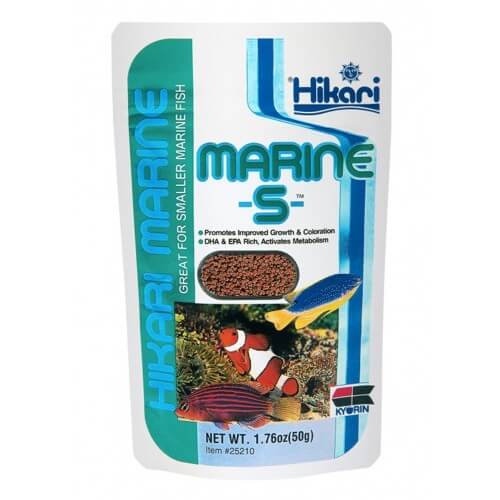 Hikari
HIKARI MARINE
GREAT FOR SMALLER MARINE FISH
MARINE
-S-™
• Promotes Improved Growth & Coloration
• DHA & EPA Rich, Activates Metabolism
KYORIN
NET WT. 1.76oz(50g)
Item #25210